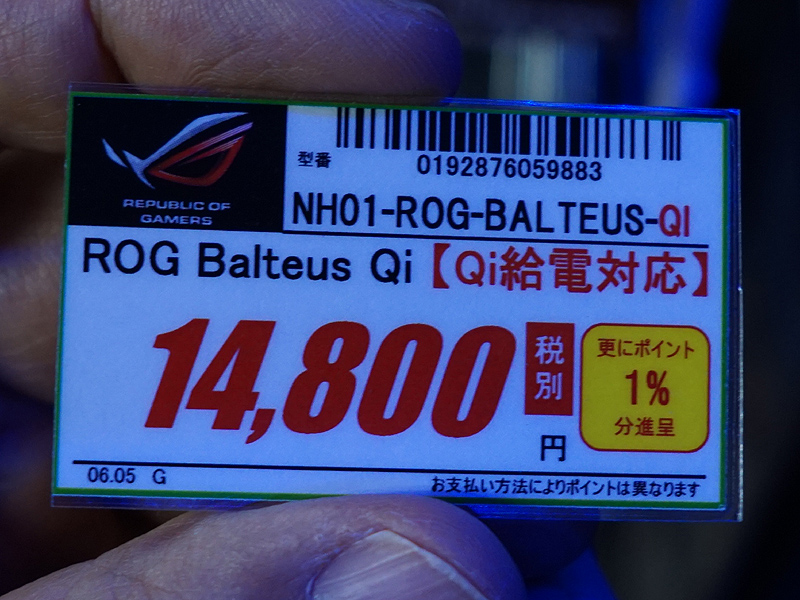 REPUBLIC OF
GAMERS
型番
0192876059883
NH01-ROG-BALTEUS-QI
ROG Balteus Qi【Qi給電対応】
14,800
税別
円
更にポイント
1%
分進呈
06.05 G
お支払い方法によりポイントは異なります